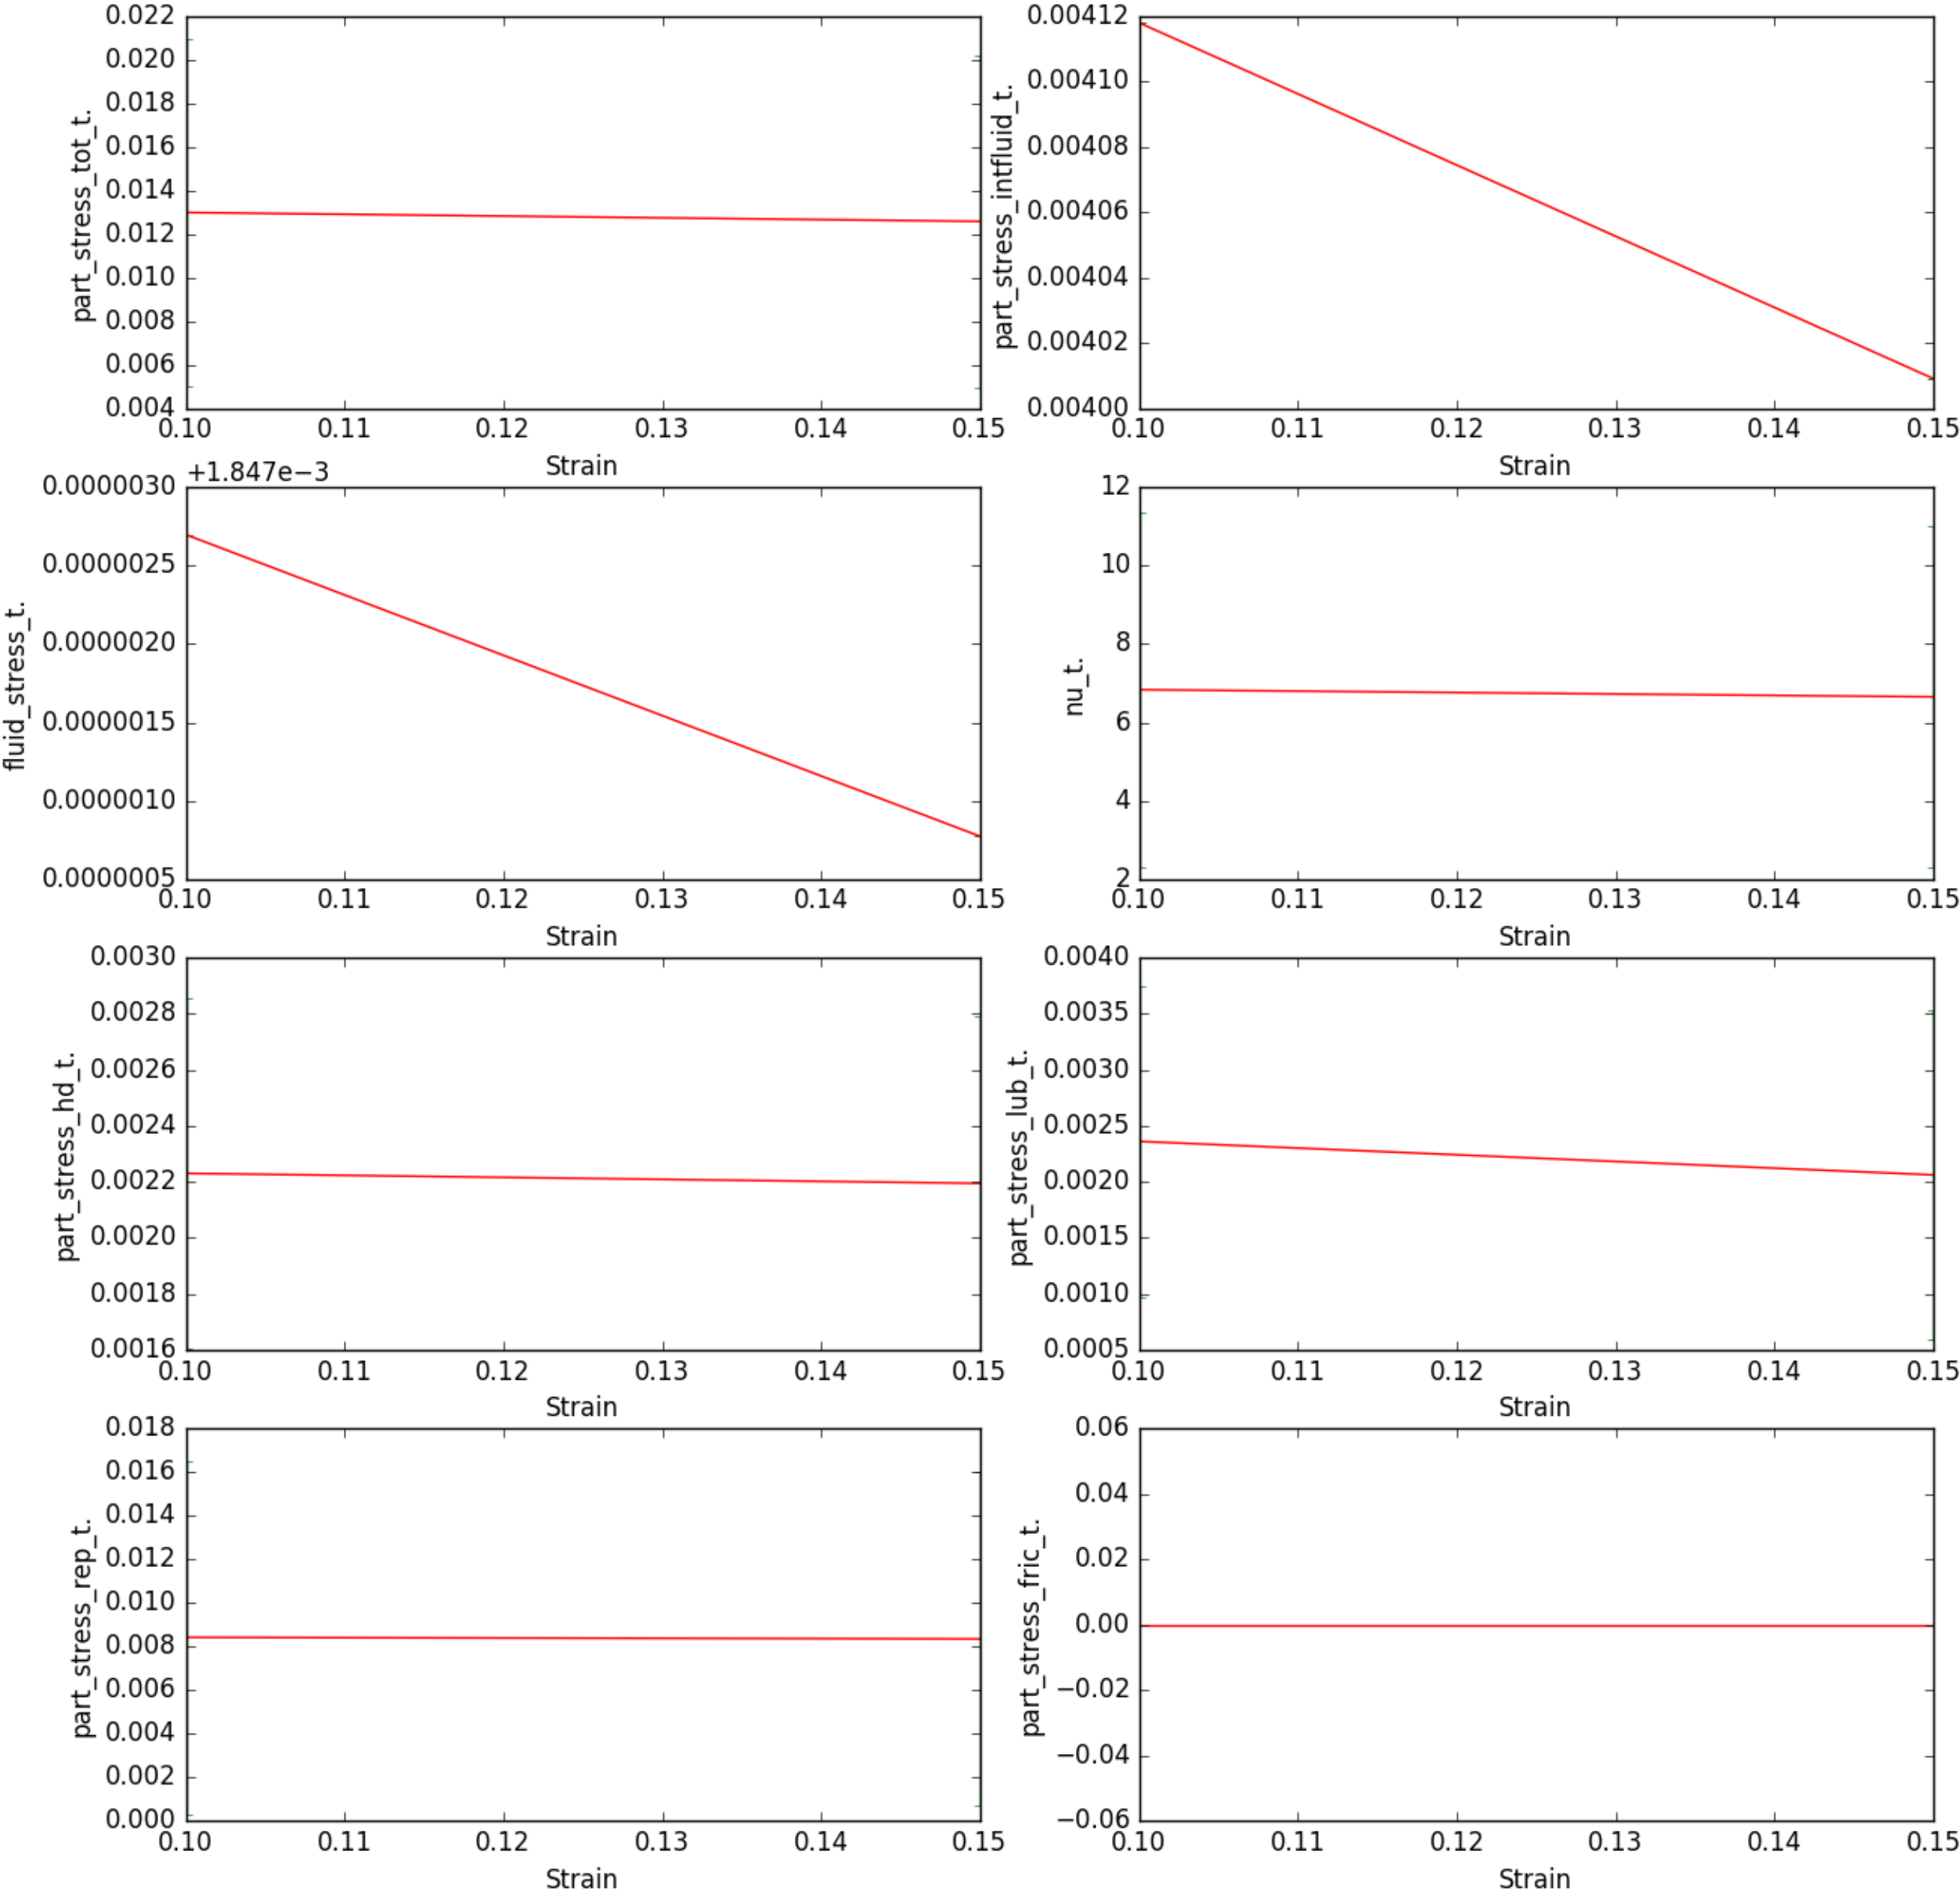 part_stress_tot_t.
0.022
0.020
0.018
0.016
0.014
0.012
0.010
0.008
0.006
0.004
0.10 0.11 0.12 0.13 0.14 0.15
Strain
part_stress_intfluid_t.
0.00412
0.00410
0.00408
0.00406
0.00404
0.00402
0.00400
0.10 0.11 0.12 0.13 0.14 0.15
Strain
fluid_stress_t.
+1.847e−3
0.0000030
0.0000025
0.0000020
0.0000015
0.0000010
0.0000005
0.10 0.11 0.12 0.13 0.14 0.15
Strain
nu_t.
12
10
8
6
4
2
0.10 0.11 0.12 0.13 0.14 0.15
Strain
part_stress_hd_t.
0.0030
0.0028
0.0026
0.0024
0.0022
0.0020
0.0018
0.0016
0.10 0.11 0.12 0.13 0.14 0.15
Strain
part_stress_lub_t.
0.0040
0.0035
0.0030
0.0025
0.0020
0.0015
0.0010
0.0005
0.10 0.11 0.12 0.13 0.14 0.15
Strain
part_stress_rep_t.
0.018
0.016
0.014
0.012
0.010
0.008
0.006
0.004
0.002
0.000
0.10 0.11 0.12 0.13 0.14 0.15
Strain
part_stress_fric_t.
0.06
0.04
0.02
0.00
−0.02
−0.04
−0.06
0.10 0.11 0.12 0.13 0.14 0.15
Strain